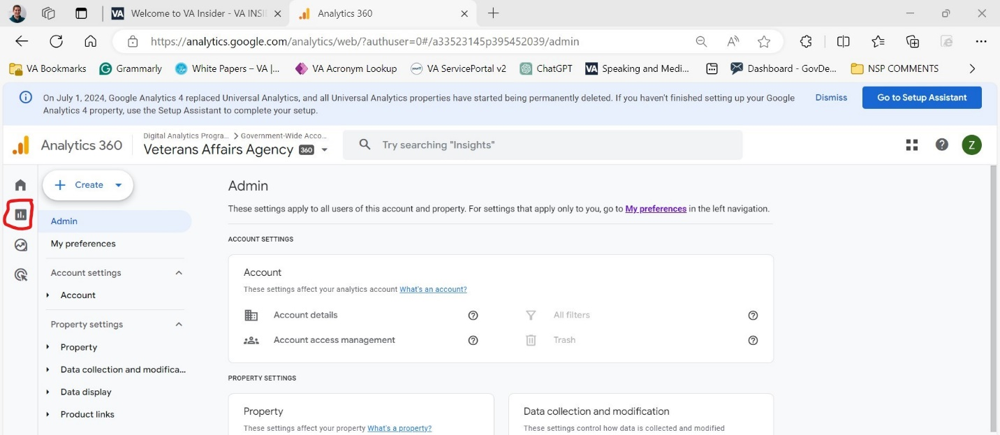 VA Welcome to VA Insider - VA INSI
Analytics 360
https://analytics.google.com/analytics/web/?authuser=0#/a33523145p395452039/admin
VA Bookmarks Grammarly White Papers – VA |... VA Acronym Lookup VA ServicePortal v2 ChatGPT VA Speaking and Medi... Dashboard - GovDe... NSP COMMENTS
On July 1, 2024, Google Analytics 4 replaced Universal Analytics, and all Universal Analytics properties have started being permanently deleted. If you haven't finished setting up your Google
Analytics 4 property, use the Setup Assistant to complete your setup.
Dismiss
Go to Setup Assistant
Analytics 360
Digital Analytics Progra... > Government-Wide Acco...
Veterans Affairs Agency 360
Try searching "Insights"
Z
+ Create
Admin
My preferences
Account settings
Account
Property settings
Property
Data collection and modifica...
Data display
Product links
Admin
These settings apply to all users of this account and property. For settings that apply only to you, go to My preferences in the left navigation.
ACCOUNT SETTINGS
Account
These settings affect your analytics account What's an account?
Account details
All filters
Account access management
Trash
PROPERTY SETTINGS
Property
These settings affect your property What's a property?
Data collection and modification
These settings control how data is collected and modified